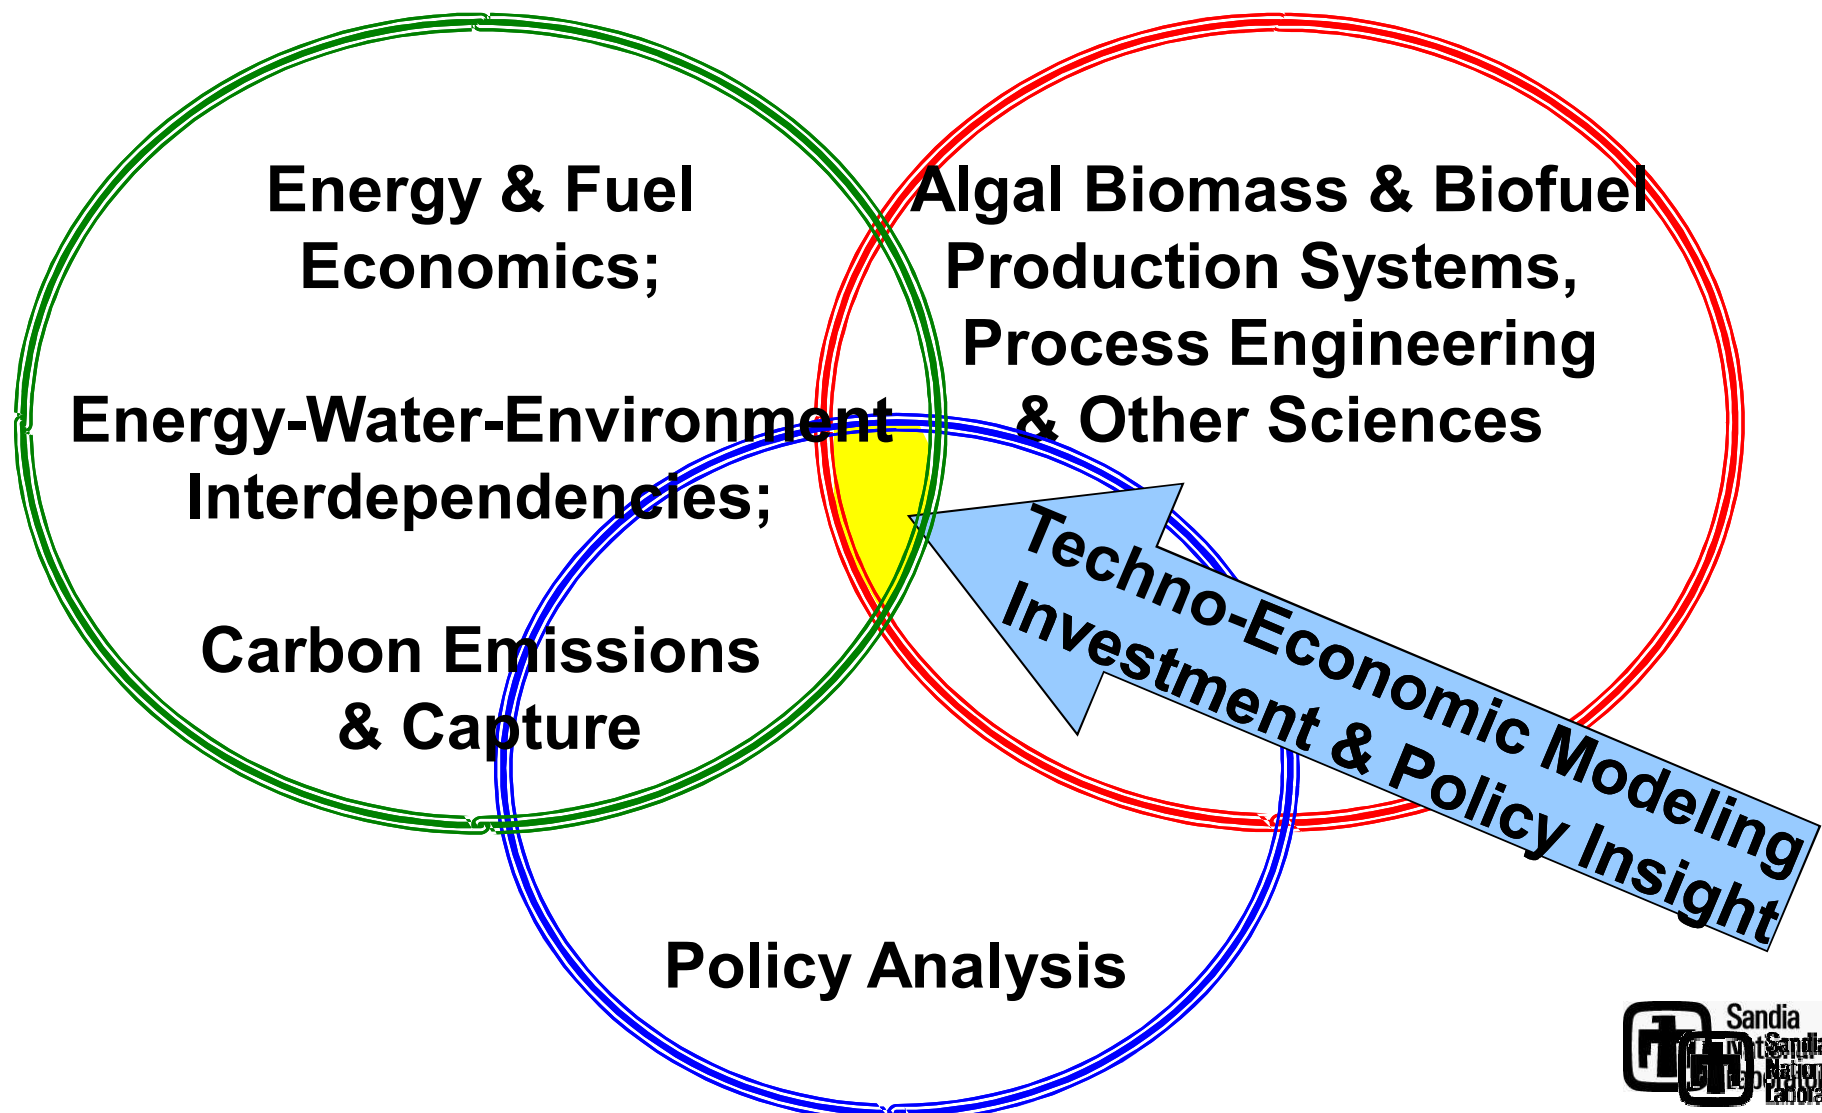 Energy & Fuel
Economics;
Energy-Water-Environment
Interdependencies;
Carbon Emissions
& Capture
Algal Biomass & Biofuel
Production Systems,
Process Engineering
& Other Sciences
Techno-Economic Modeling
Investment & Policy Insight
Policy Analysis
Sandia
Sandia